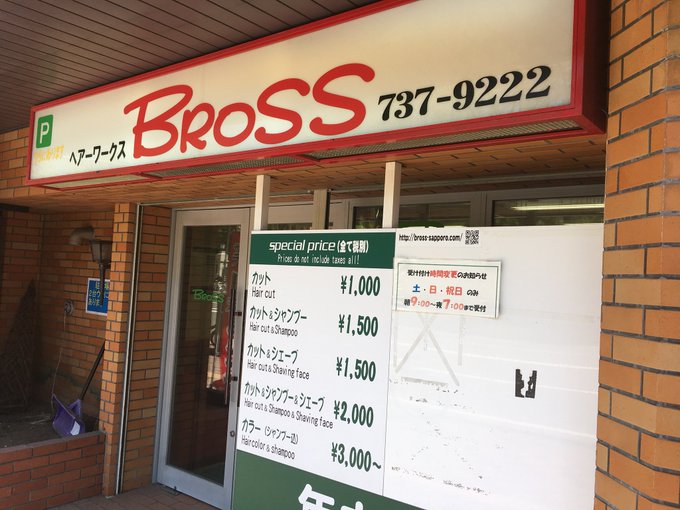 P
ヘアーワークス BROSS 737-9222
special price (全て税別)
Prices do not include taxes all!
カット
Hair cut
¥1,000
カット&シャンプー
Hair cut & Shampoo
¥1,500
カット&シェーブ
Hair cut & Shaving face
¥1,500
カット&シャンプー&シェーブ
Hair cut & Shampoo & Shaving face
¥2,000
カラー (シャンプー込)
Haircolor & shampoo
¥3,000~
http://bross-sapporo.com/
受け付け時間変更のお知らせ
土・日・祝日 のみ
朝9:00~夜7:00まで受付
BROSS